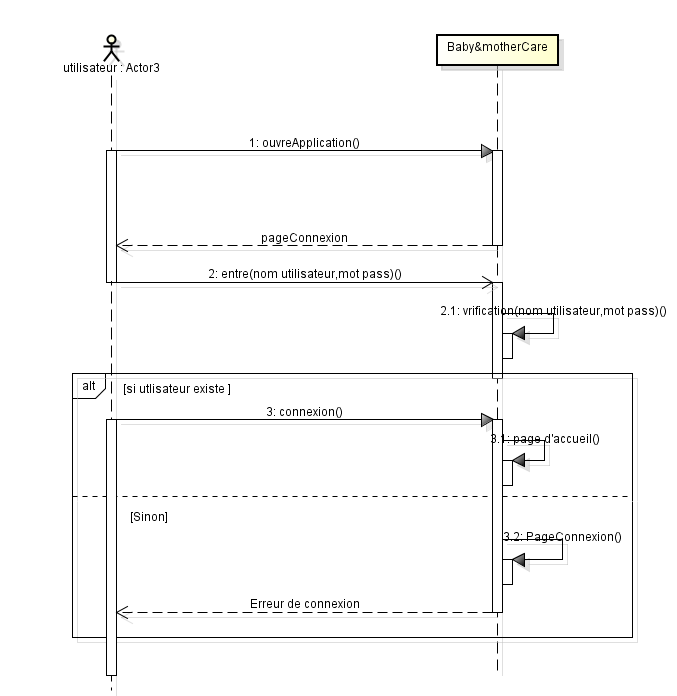 Baby&motherCare
utilisateur : Actor3
1: ouvreApplication()
pageConnexion
2: entre(nom utilisateur,mot pass)()
2.1: vrification(nom utilisateur,mot pass)()
alt
[si utlisateur existe ]
3: connexion()
3.1: page d'accueil()
[Sinon]
3.2: PageConnexion()
Erreur de connexion